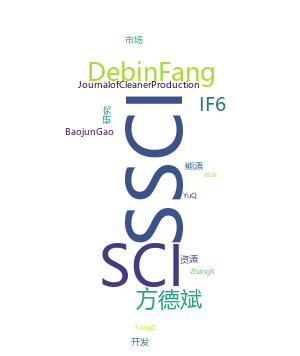 市场
DebinFang
JournalofCleanerProduction
SSCI
IF6
研究
BaojunGao
能源
etal
YuQ
SCI
资源
ZhangX
方德斌
FangD
开发